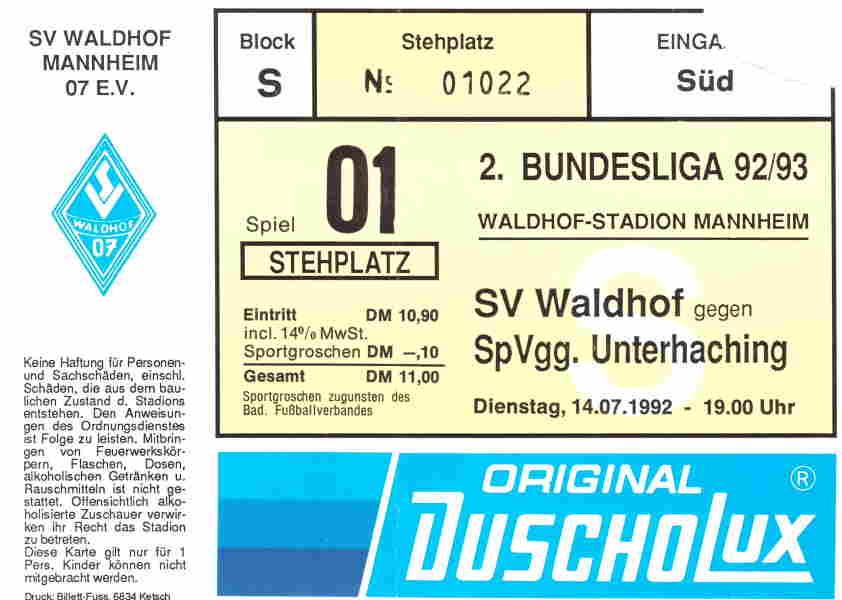 SV WALDHOF
MANNHEIM
07 E.V.
SV
WALDHOF
07
Keine Haftung für Personen-
und Sachschäden, einschl.
Schäden, die aus dem bau-
lichen Zustand d. Stadions
entstehen. Den Anweisun-
gen des Ordnungsdienstes
ist Folge zu leisten. Mitbrin-
gen von Feuerwerkskör-
pern, Flaschen, Dosen,
alkoholischen Getränken u.
Rauschmitteln ist nicht ge-
stattet. Offensichtlich alko-
holisierte Zuschauer verwir-
ken ihr Recht das Stadion
zu betreten.
Diese Karte gilt nur für 1
Pers. Kinder können nicht
mitgebracht werden.
Druck: Billett-Fuss, 6834 Ketsch
Block
S
Stehplatz
Nº 01022
EINGA
Süd
Spiel 01
STEHPLATZ
Eintritt DM 10,90
incl. 14% MwSt.
Sportgroschen DM –,10
Gesamt DM 11,00
Sportgroschen zugunsten des
Bad. Fußballverbandes
S
2. BUNDESLIGA 92/93
WALDHOF-STADION MANNHEIM
SV Waldhof gegen
SpVgg. Unterhaching
Dienstag, 14.07.1992 - 19.00 Uhr
ORIGINAL ®
DUSCHOLUX